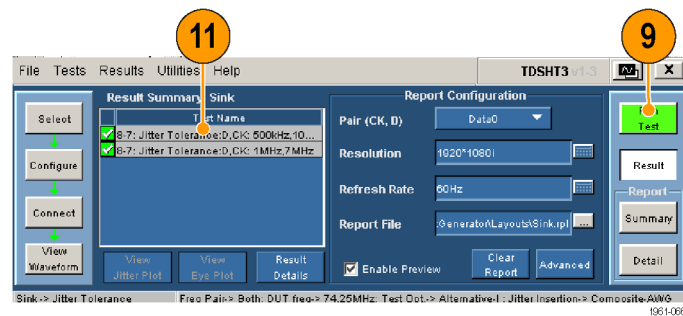 11
9
File Tests Results Utilities Help
TDSHT3 v1-3
X
Result Summary Sink
Report Configuration
Select
Test Name
Pair (CK, D)
Data0
Test
8-7: Jitter Tolerance:D,CK: 500kHz,10...
8-7: Jitter Tolerance:D,CK: 1MHz,7MHz
Configure
Resolution
1920*1080i
Result
Refresh Rate
60Hz
Report
Connect
Report File
:Generator\Layouts\Sink.rpl
...
Summary
View
Waveform
View
Jitter Plot
View
Eye Plot
Result
Details
Enable Preview
Clear
Report
Advanced
Detail
Sink-> Jitter Tolerance
Freq Pair-> Both: DUT freq-> 74.25MHz: Test Opt.-> Alternative-I : Jitter Insertion-> Composite-AWG